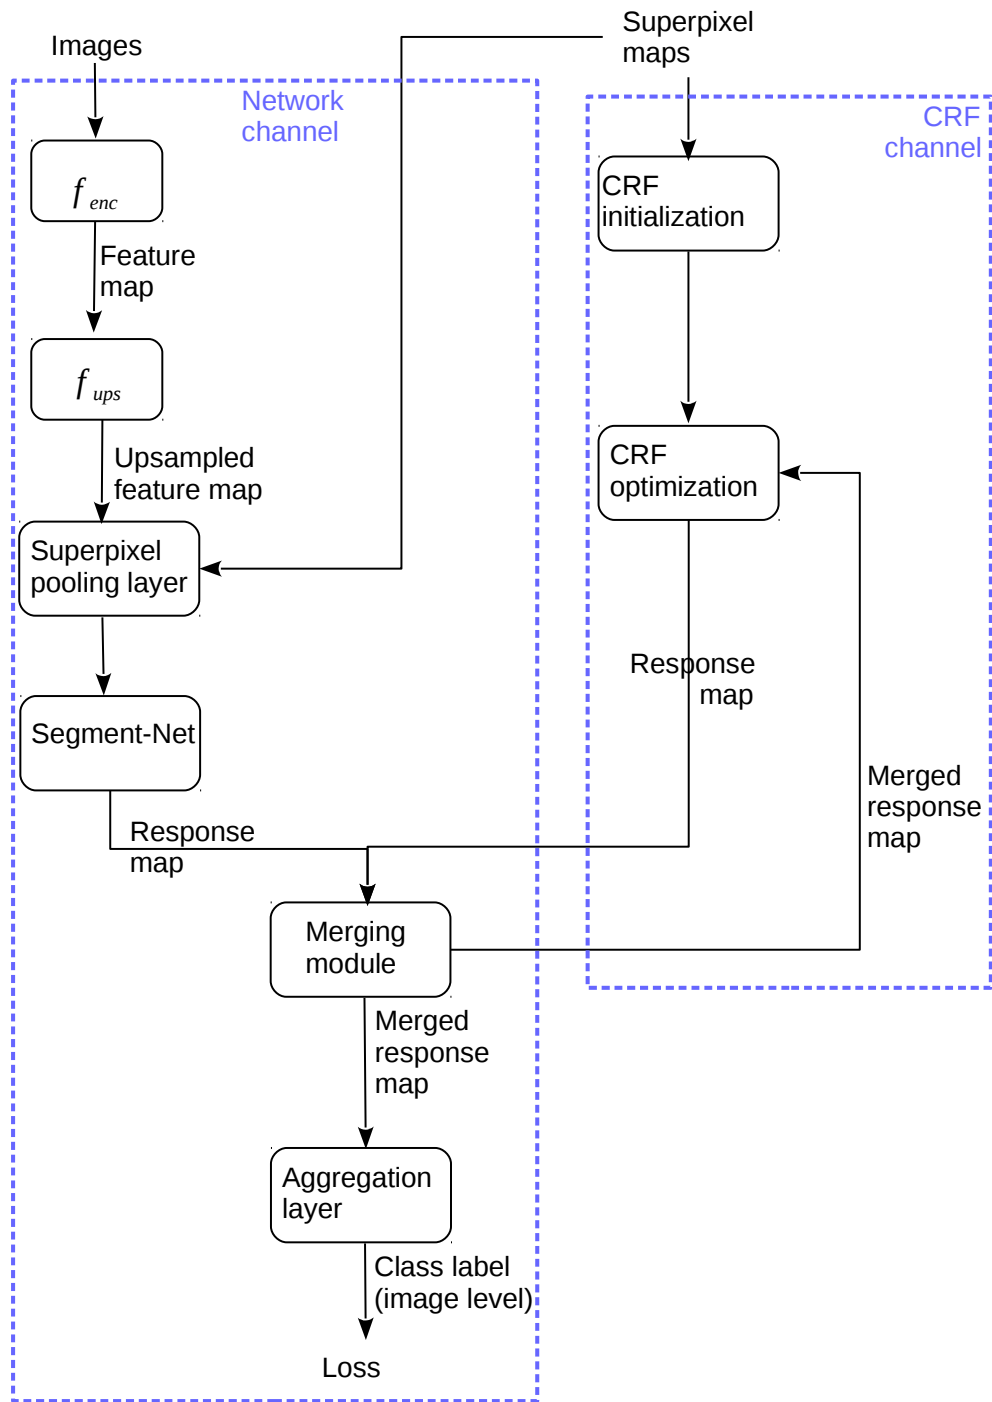 Images
Superpixel
maps
Network
channel
CRF
channel
f enc
CRF
initialization
Feature
map
f ups
Upsampled
feature map
CRF
optimization
Superpixel
pooling layer
Response
map
Segment-Net
Merged
response
map
Response
map
Merging
module
Merged
response
map
Aggregation
layer
Class label
(image level)
Loss